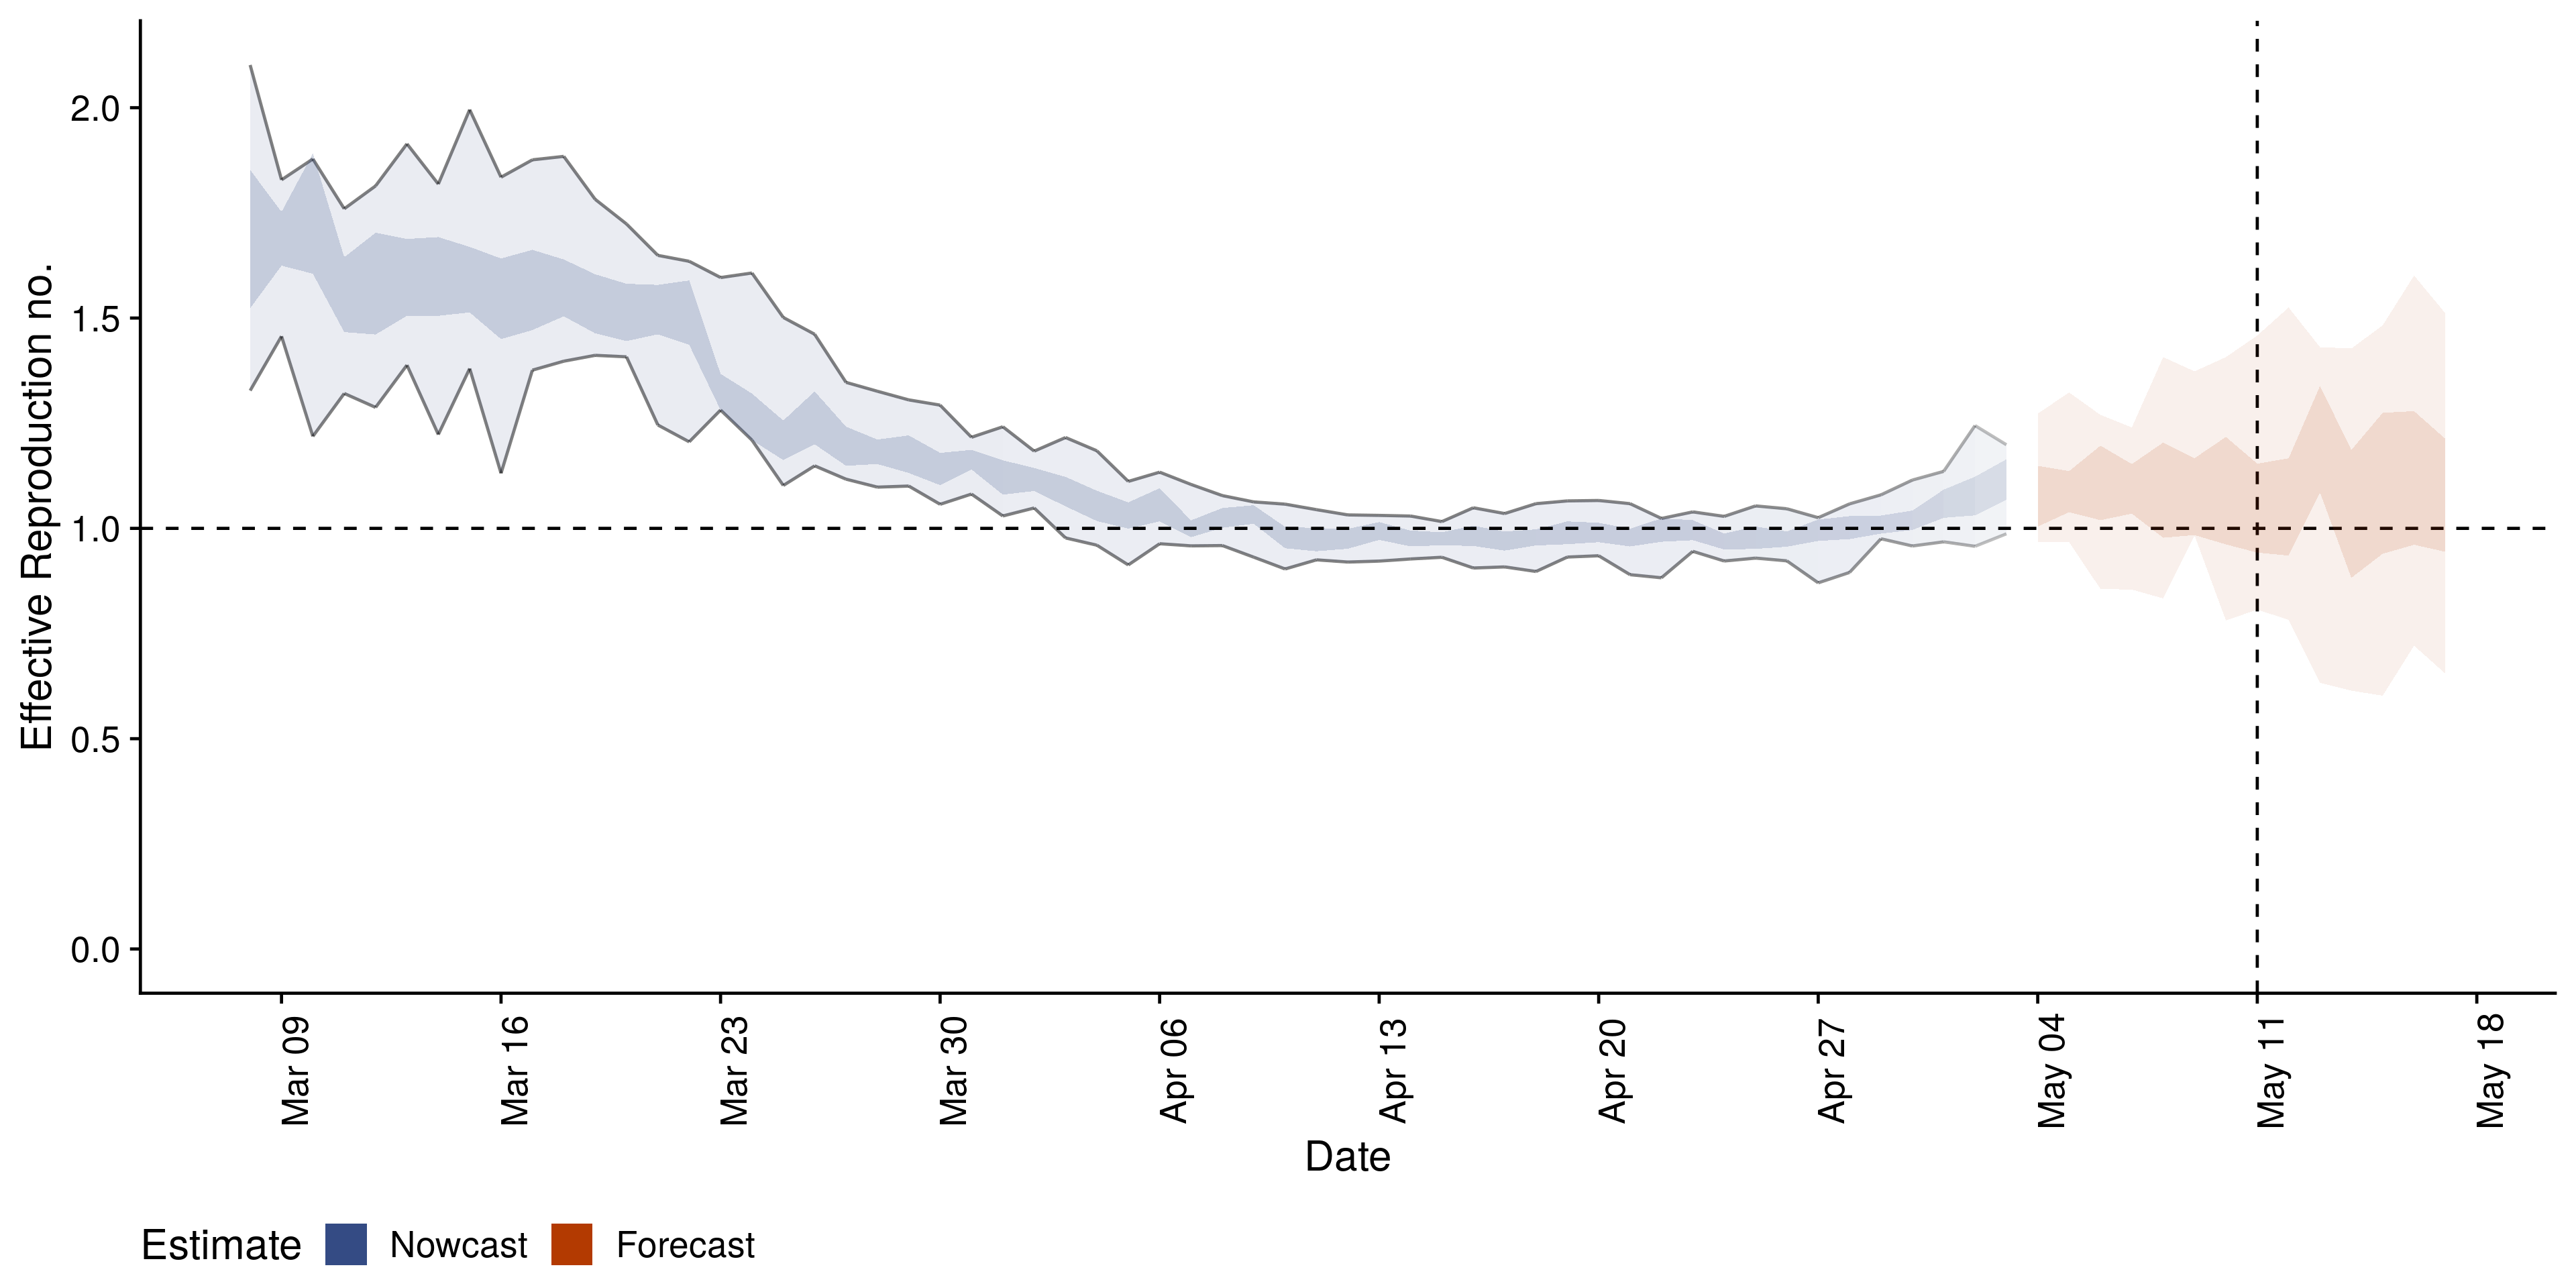 Effective Reproduction no.
2.0
1.5
1.0
0.5
0.0
Mar 09
Mar 16
Mar 23
Mar 30
Apr 06
Apr 13
Apr 20
Apr 27
May 04
May 11
May 18
Date
Estimate Nowcast Forecast